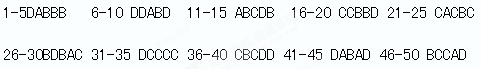 1-5DABBB 6-10 DDABD 11-15 ABCDB 16-20 CCBBD 21-25 CACBC
26-30BDBAC 31-35 DCCCC 36-40 CBCDD 41-45 DABAD 46-50 BCCAD